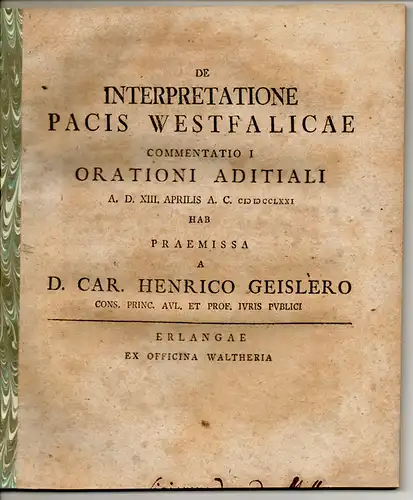 DE
INTERPRETATIONE
PACIS WESTFALICAE
COMMENTATIO I
ORATIONI ADITIALI
A. D. XIII. APRILIS A. C. CIƆIƆCCLXXI
HAB
PRAEMISSA
A
D. CAR. HENRICO GEISLERO
CONS. PRINC. AVL. ET PROF. IVRIS PVBLICI
ERLANGAE
EX OFFICINA WALTHERIA